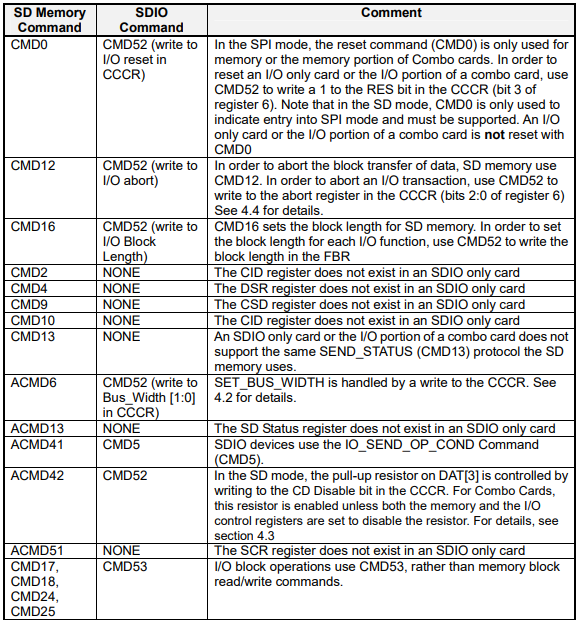 SD Memory Command SDIO Command Comment
CMD0 CMD52 (write to In the SPI mode, the reset command (CMD0) is only used for
I/O reset in memory or the memory portion of Combo cards. In order to
CCCR) reset an I/O only card or the I/O portion of a combo card, use
CMD52 to write a 1 to the RES bit in the CCCR (bit 3 of
register 6). Note that in the SD mode, CMD0 is only used to
indicate entry into SPI mode and must be supported. An I/O
only card or the I/O portion of a combo card is not reset with
CMD0
CMD12 CMD52 (write to In order to abort the block transfer of data, SD memory use
I/O abort) CMD12. In order to abort an I/O transaction, use CMD52 to
write to the abort register in the CCCR (bits 2:0 of register 6)
See 4.4 for details.
CMD16 CMD52 (write to CMD16 sets the block length for SD memory. In order to set
I/O Block the block length for each I/O function, use CMD52 to write the
Length) block length in the FBR
CMD2 NONE The CID register does not exist in an SDIO only card
CMD4 NONE The DSR register does not exist in an SDIO only card
CMD9 NONE The CSD register does not exist in an SDIO only card
CMD10 NONE The CID register does not exist in an SDIO only card
CMD13 NONE An SDIO only card or the I/O portion of a combo card does not
support the same SEND_STATUS (CMD13) protocol the SD
memory uses.
ACMD6 CMD52 (write to SET_BUS_WIDTH is handled by a write to the CCCR. See
Bus_Width [1:0] 4.2 for details.
in CCCR)
ACMD13 NONE The SD Status register does not exist in an SDIO only card
ACMD41 CMD5 SDIO devices use the IO_SEND_OP_COND Command
(CMD5).
ACMD42 CMD52 In the SD mode, the pull-up resistor on DAT[3] is controlled by
writing to the CD Disable bit in the CCCR. For Combo Cards,
this resistor is enabled unless both the memory and the I/O
control registers are set to disable the resistor. For details, see
section 4.3
ACMD51 NONE The SCR register does not exist in an SDIO only card
CMD17, CMD53 I/O block operations use CMD53, rather than memory block
CMD18, read/write commands.
CMD24,
CMD25